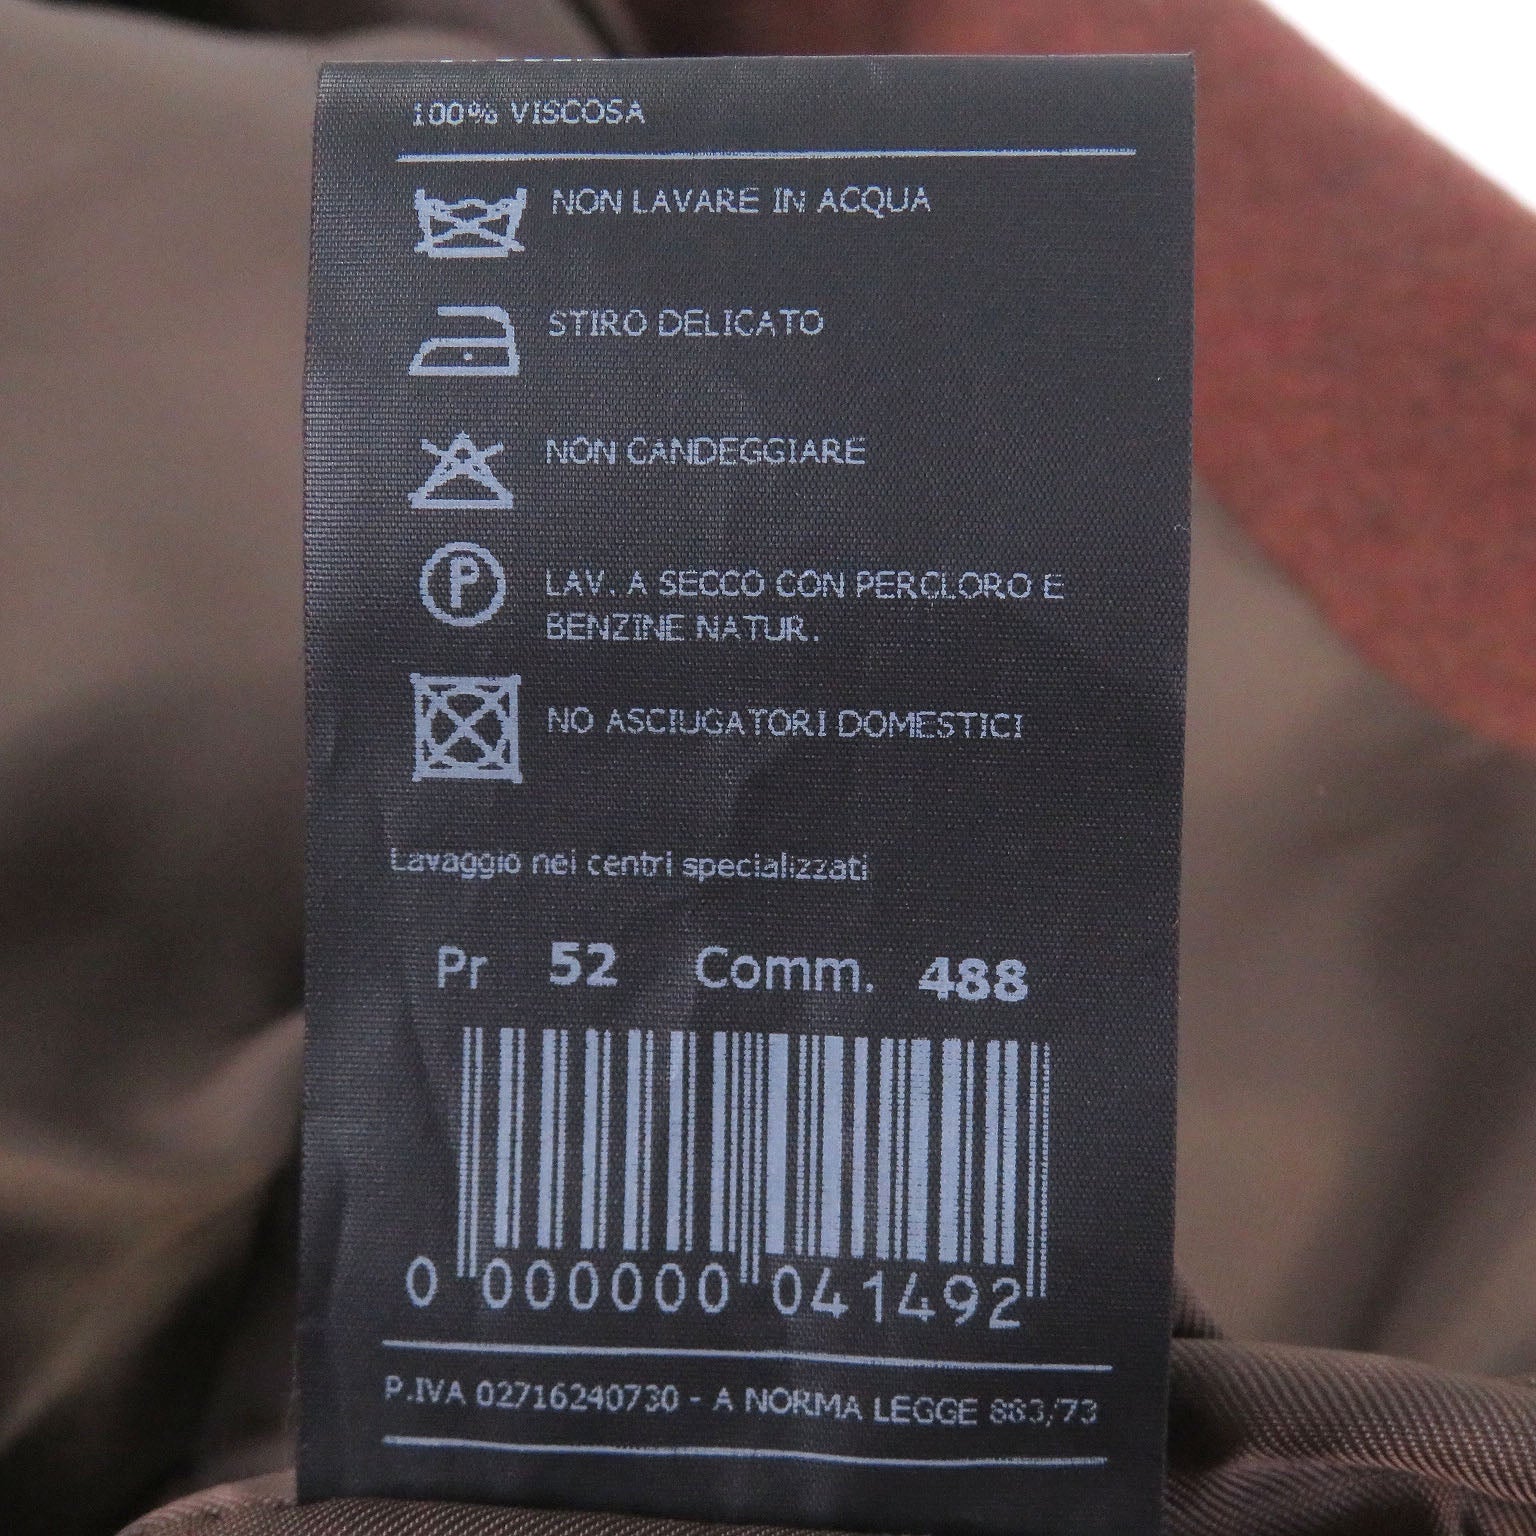 100% VISCOSA
NON LAVARE IN ACQUA
STIRO DELICATO
NON CANDEGGIARE
P
LAV. A SECCO CON PERCLORO E
BENZINE NATUR.
NO ASCIUGATORI DOMESTICI
Lavaggio nei centri specializzati
Pr 52 Comm. 488
0 000000 041492
P.IVA 02716240730 - A NORMA LEGGE 883/73